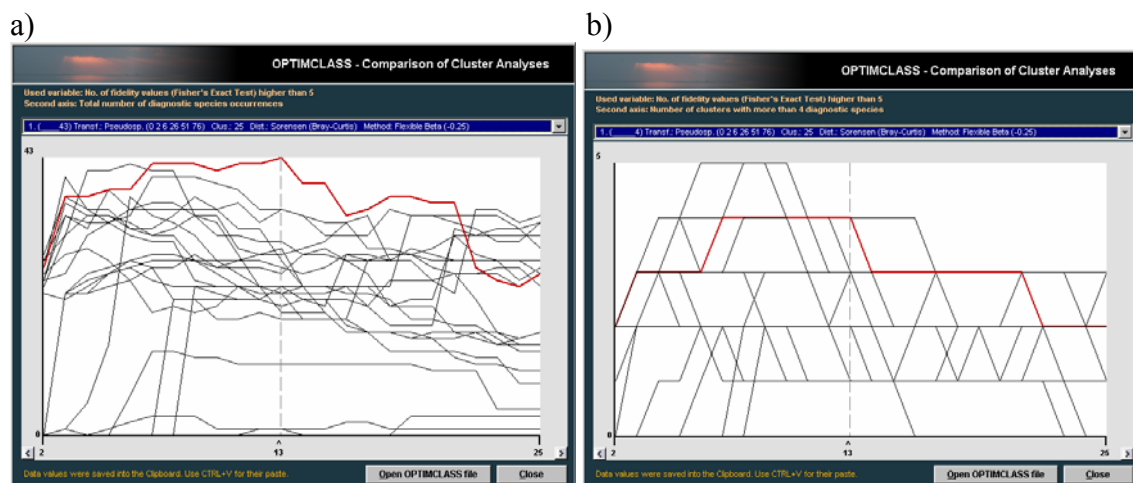 a)
OPTIMCLASS - Comparison of Cluster Analyses
Used variable: No. of fidelity values (Fisher's Exact Test) higher than 5
Second axis: Total number of diagnostic species occurrences
1. (____43) Transf.: Pseudosp. (0 2 6 26 51 76) Clus.: 25 Dist.: Sorensen (Bray-Curtis) Method: Flexible Beta (-0.25)
43
0
2
^
13
25
Data values were saved into the Clipboard. Use CTRL+V for their paste.
Open OPTIMCLASS file
Close
b)
OPTIMCLASS - Comparison of Cluster Analyses
Used variable: No. of fidelity values (Fisher's Exact Test) higher than 5
Second axis: Number of clusters with more than 4 diagnostic species
1. (____4) Transf.: Pseudosp. (0 2 6 26 51 76) Clus.: 25 Dist.: Sorensen (Bray-Curtis) Method: Flexible Beta (-0.25)
5
0
2
^
13
25
Data values were saved into the Clipboard. Use CTRL+V for their paste.
Open OPTIMCLASS file
Close